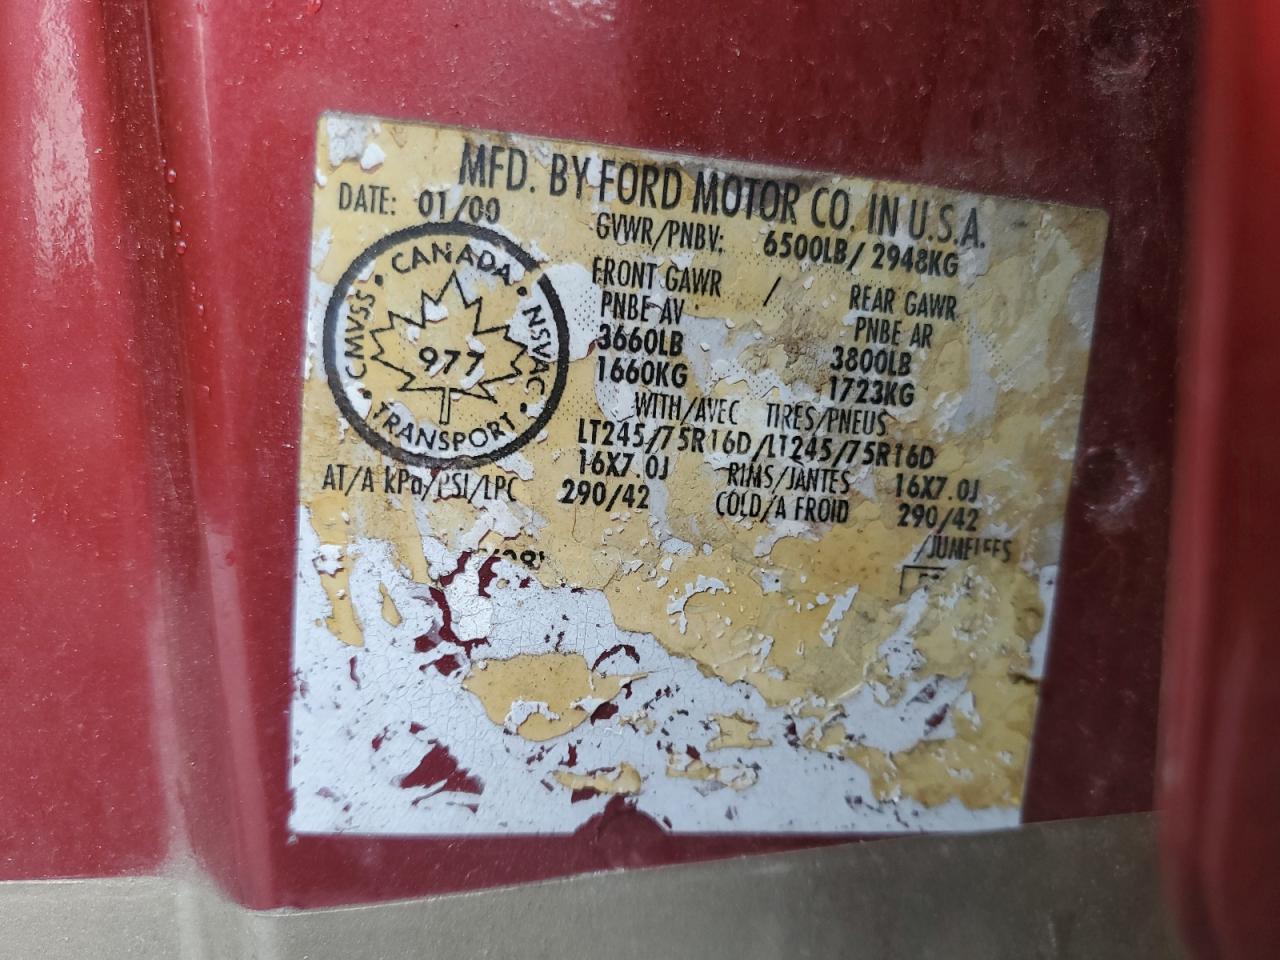 MFD. BY FORD MOTOR CO. IN U.S.A.
DATE: 01/00
GVWR/PNBV: 6500LB/ 2948KG
FRONT GAWR / REAR GAWR
PNBE AV PNBE AR
3660LB 3800LB
1660KG 1723KG
WITH/AVEC TIRES/PNEUS
LT245/75R16D/LT245/75R16D
16X7.0J RIMS/JANTES 16X7.0J
AT/A kPa/PSI/LPC 290/42 COLD/A FROID 290/42
/JUMELEES
CANADA
CMVSS • NSVAC
977
TRANSPORT